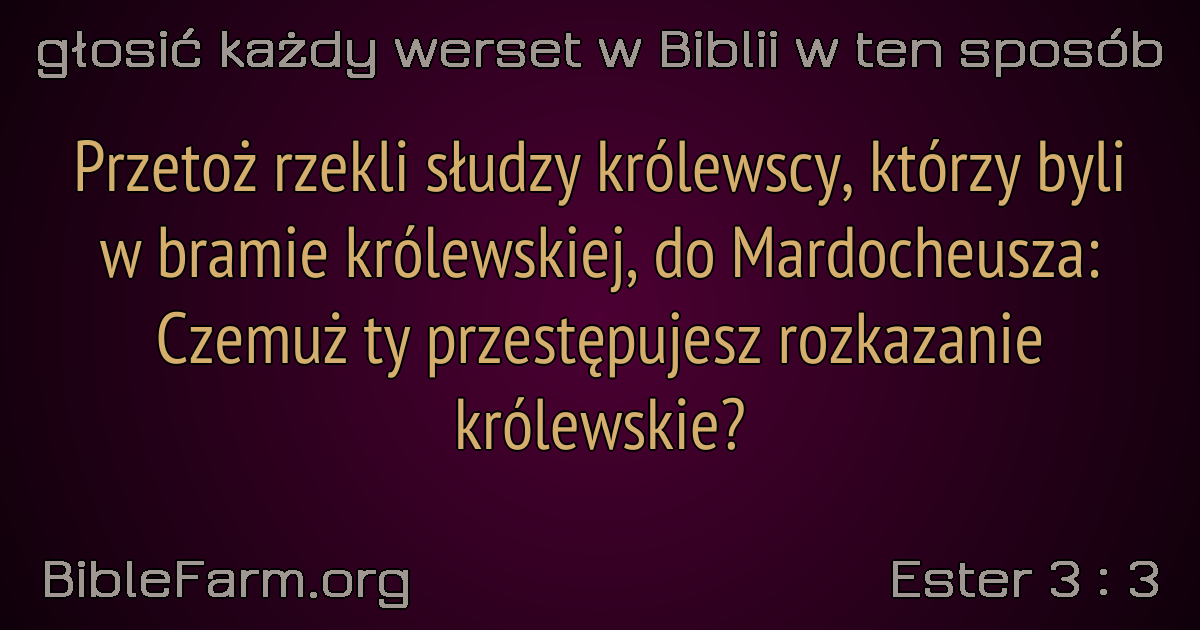 głosić każdy werset w Biblii w ten sposób
Przetoż rzekli słudzy królewscy, którzy byli
w bramie królewskiej, do Mardocheusza:
Czemuż ty przestępujesz rozkazanie
królewskie?
BibleFarm.org
Ester 3 : 3